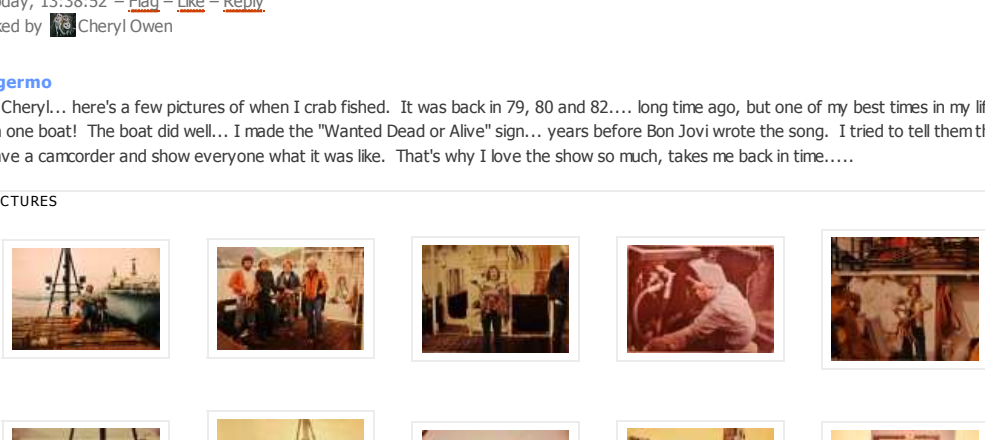 day, 13:38:52 – Flag – Like – Reply
ked by Cheryl Owen
germo
Cheryl... here's a few pictures of when I crab fished. It was back in 79, 80 and 82.... long time ago, but one of my best times in my lif
one boat! The boat did well... I made the "Wanted Dead or Alive" sign... years before Bon Jovi wrote the song. I tried to tell them th
ve a camcorder and show everyone what it was like. That's why I love the show so much, takes me back in time.....
CTURES